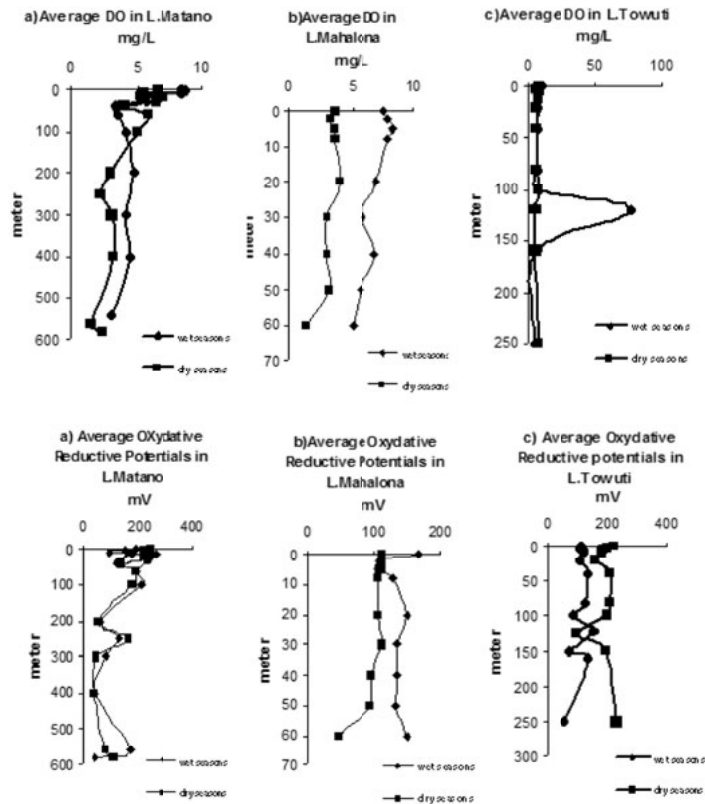 a) Average DO in L.Matano
mg/L
0 5 10
0
100
200
300
400
500
600
meter
wet seasons
dry seasons
b) Average DO in
L.Mahalona
mg/L
0 5 10
0
10
20
30
40
50
60
70
meter
wet seasons
dry seasons
c) Average DO in L.Towuti
mg/L
0 50 100
0
50
100
150
200
250
meter
wet seasons
dry seasons
a) Average OXydative
Reductive Potentials in
L.Matano
mV
0 200 400
0
100
200
300
400
500
600
meter
wet seasons
dry seasons
b)Average Oxydative
Reductive Potentials in
L.Mahalona
mV
0 100 200
0
10
20
30
40
50
60
70
meter
wet seasons
dry seasons
c) Average Oxydative
Reductive potentials in
L.Towuti
mV
0 200 400
0
50
100
150
200
250
300
meter
wet seasons
dry seasons